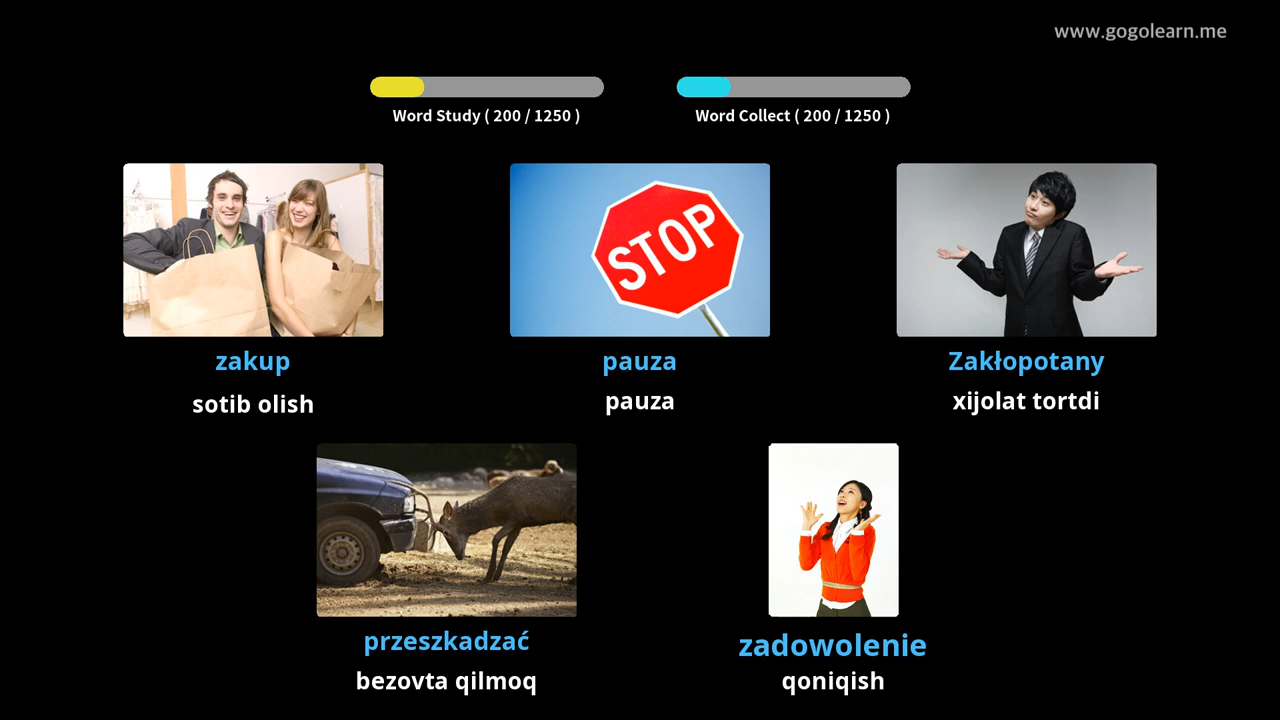 www.gogolearn.me
Word Study ( 200 / 1250 )
Word Collect ( 200 / 1250 )
STOP
zakup
pauza
Zakłopotany
sotib olish
pauza
xijolat tortdi
przeszkadzać
zadowolenie
bezovta qilmoq
qoniqish